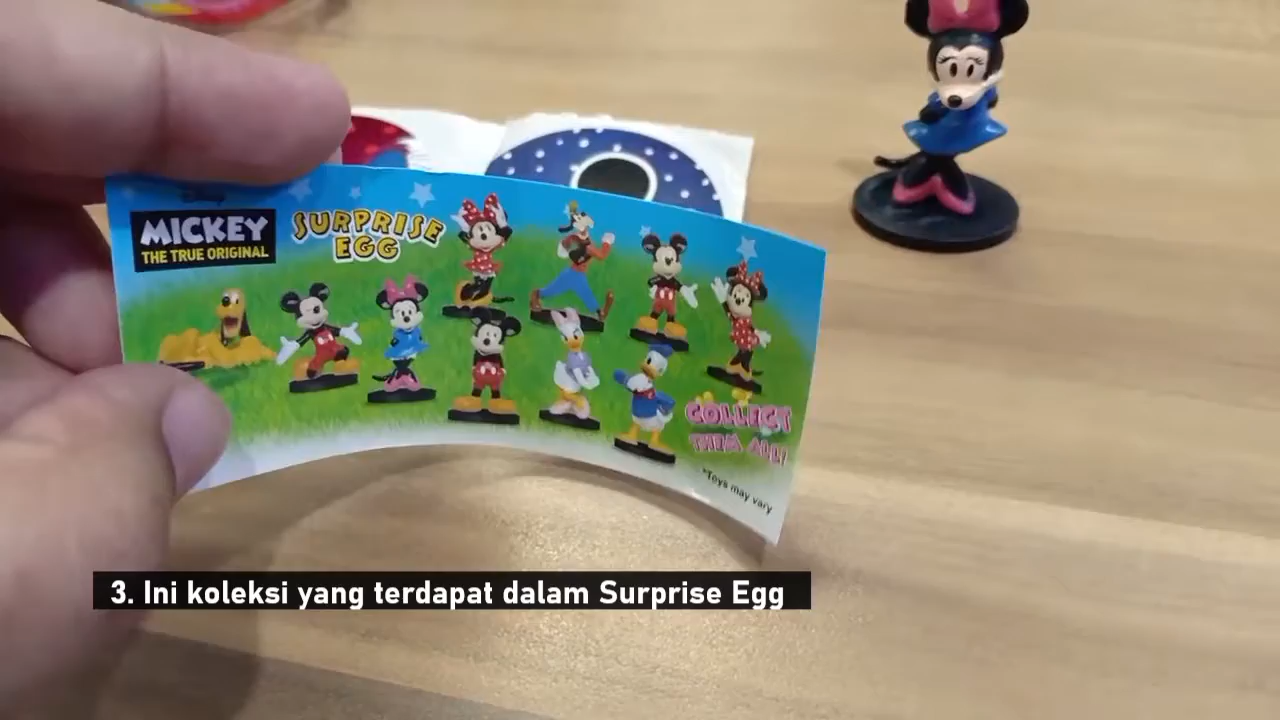 Disney
MICKEY
THE TRUE ORIGINAL
SURPRISE
EGG
COLLECT
THEM ALL!
*Toys may vary
3. Ini koleksi yang terdapat dalam Surprise Egg